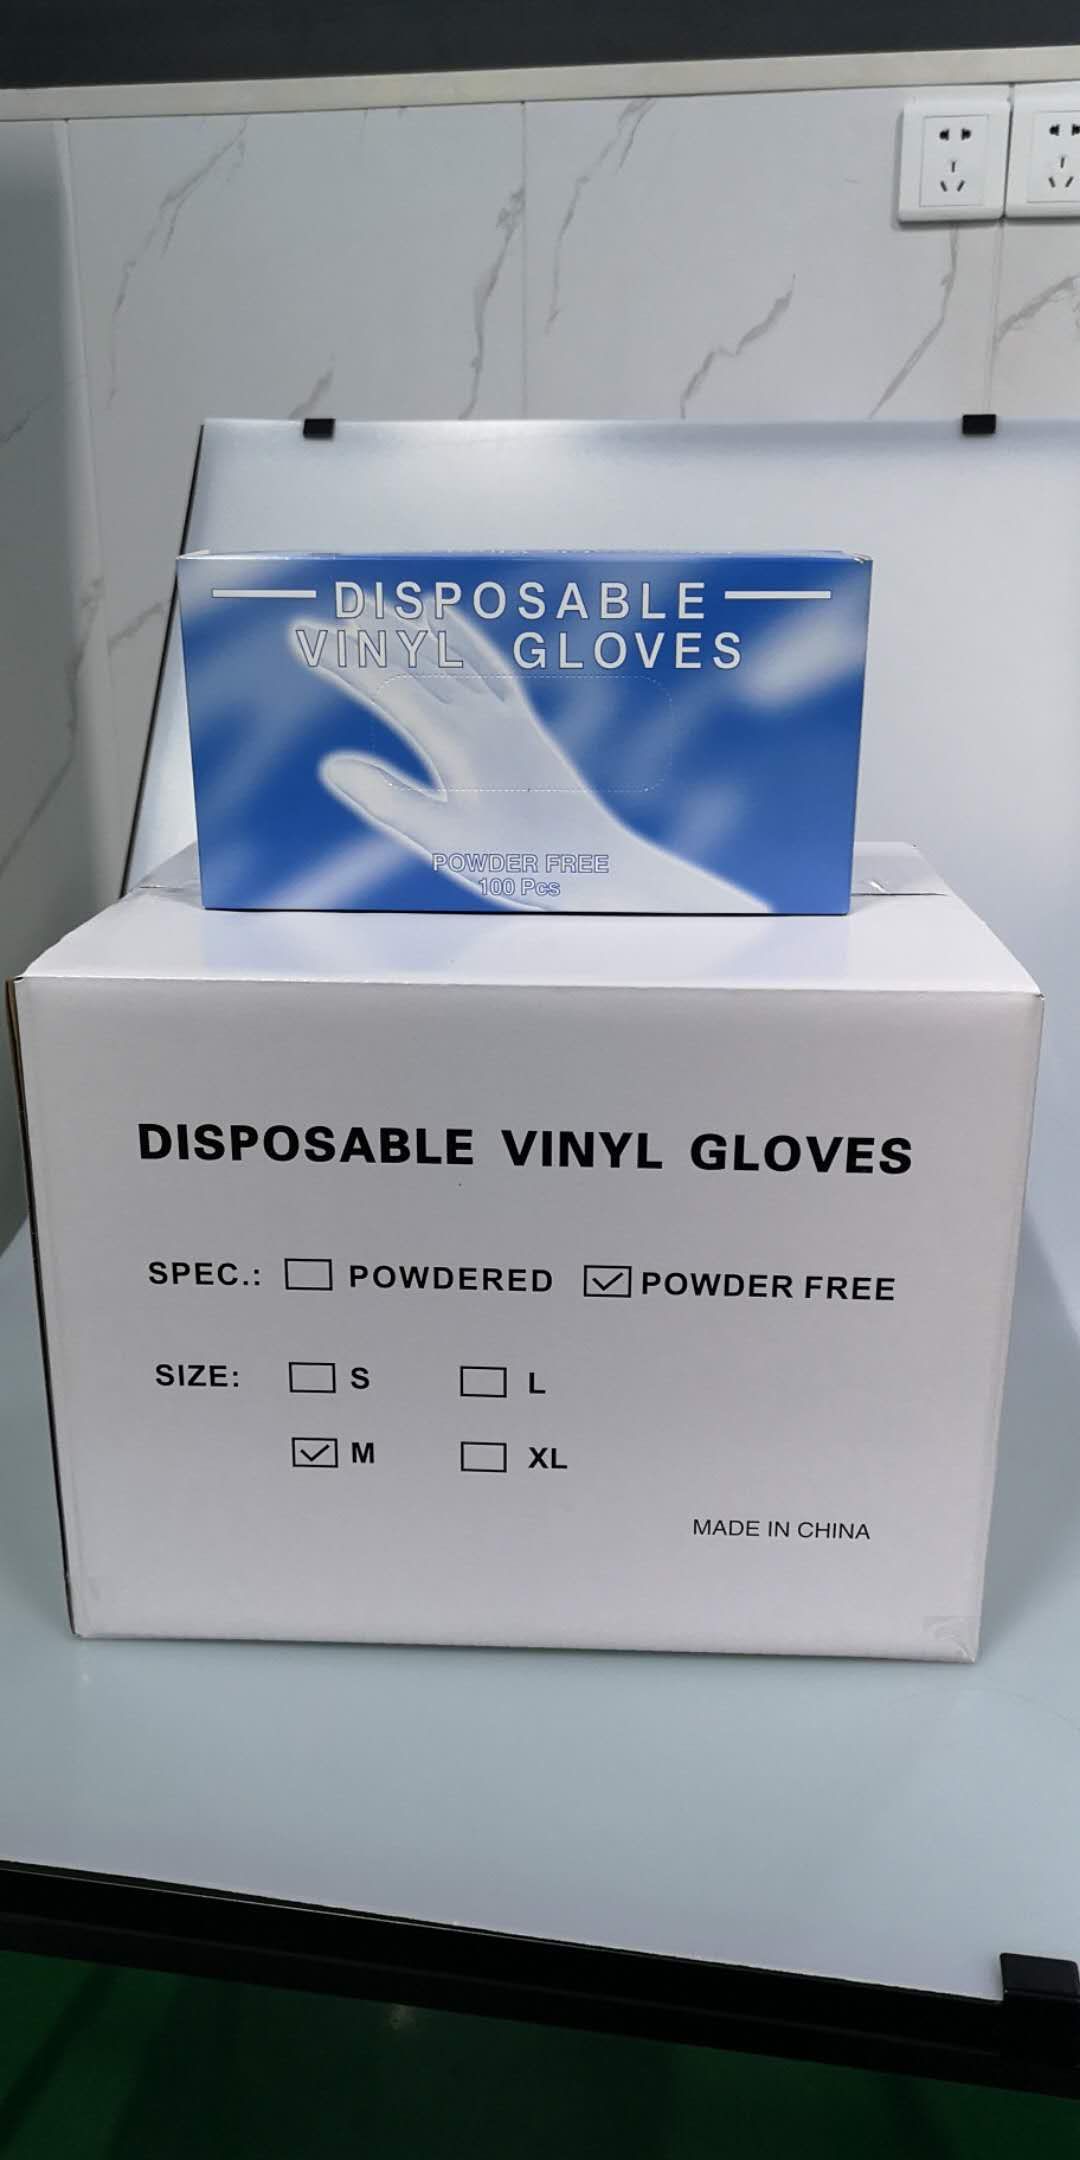 DISPOSABLE
VINYL GLOVES
POWDER FREE
100 Pcs
DISPOSABLE VINYL GLOVES
SPEC.: POWDERED POWDER FREE
SIZE: S L
M XL
MADE IN CHINA